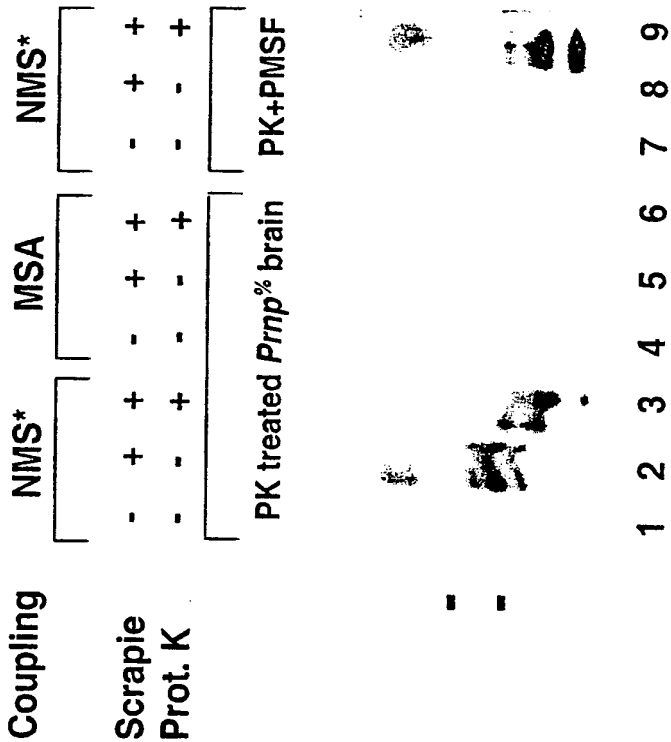 Coupling NMS* MSA NMS*
Scrapie - + + - + + - + +
Prot. K - - + - - + - - +
PK treated Prnp% brain PK+PMSF
1 2 3 4 5 6 7 8 9